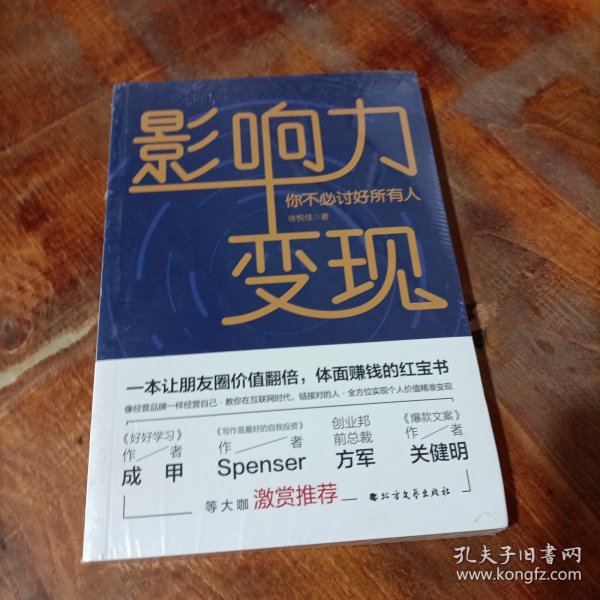 影响力
你不必讨好所有人
徐悦佳 著
变现
一本让朋友圈价值翻倍，体面赚钱的红宝书
像经营品牌一样经营自己·教你在互联网时代，链接对的人·全方位实现个人价值精准变现
《好好学习》
作者
成甲
《写作是最好的自我投资》
作者
Spenser
创业邦
前总裁
方军
《爆款文案》
作者
关健明
等大咖 激赏推荐
北方文艺出版社
孔夫子旧书网
www.kongfz.com